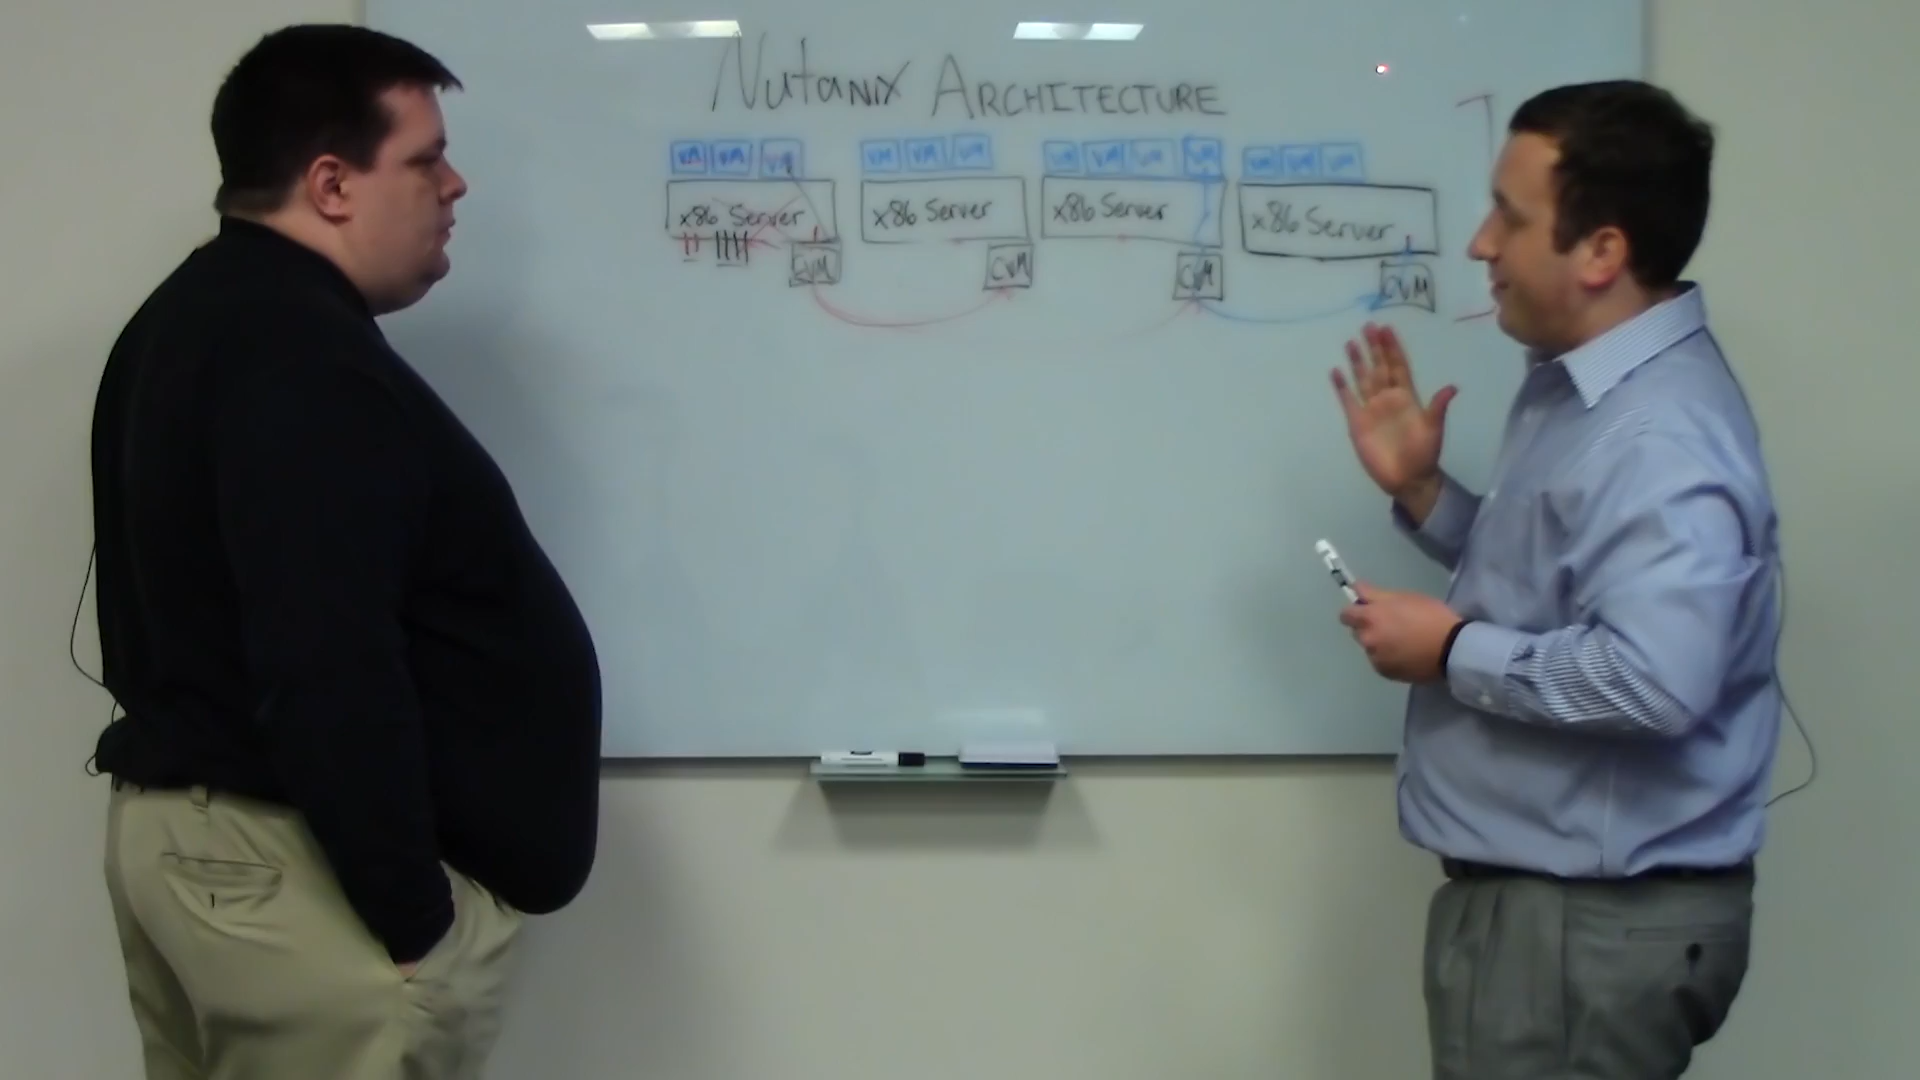 Nutanix ARCHITECTURE
VM VM VM VM VM VM VM VM VM VM VM VM VM
x86 Server x86 Server x86 Server x86 Server
CVM CVM CVM CVM